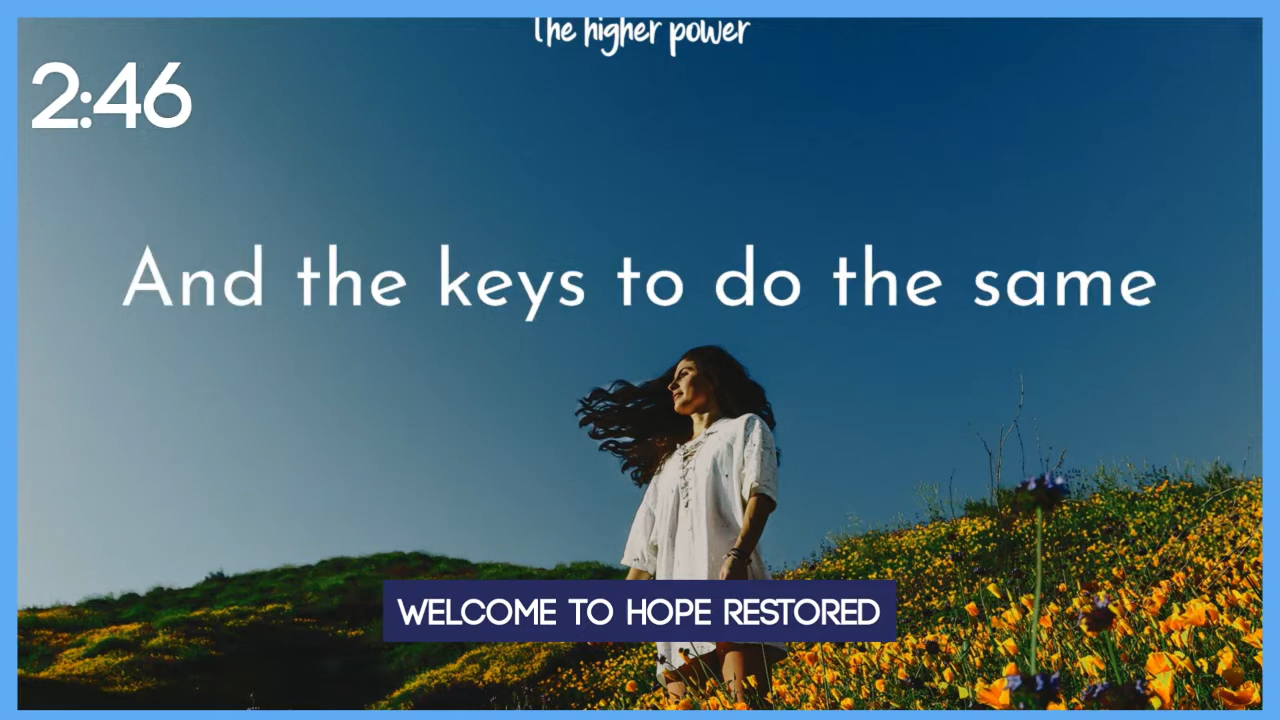 The higher power
2:46
And the keys to do the same
WELCOME TO HOPE RESTORED